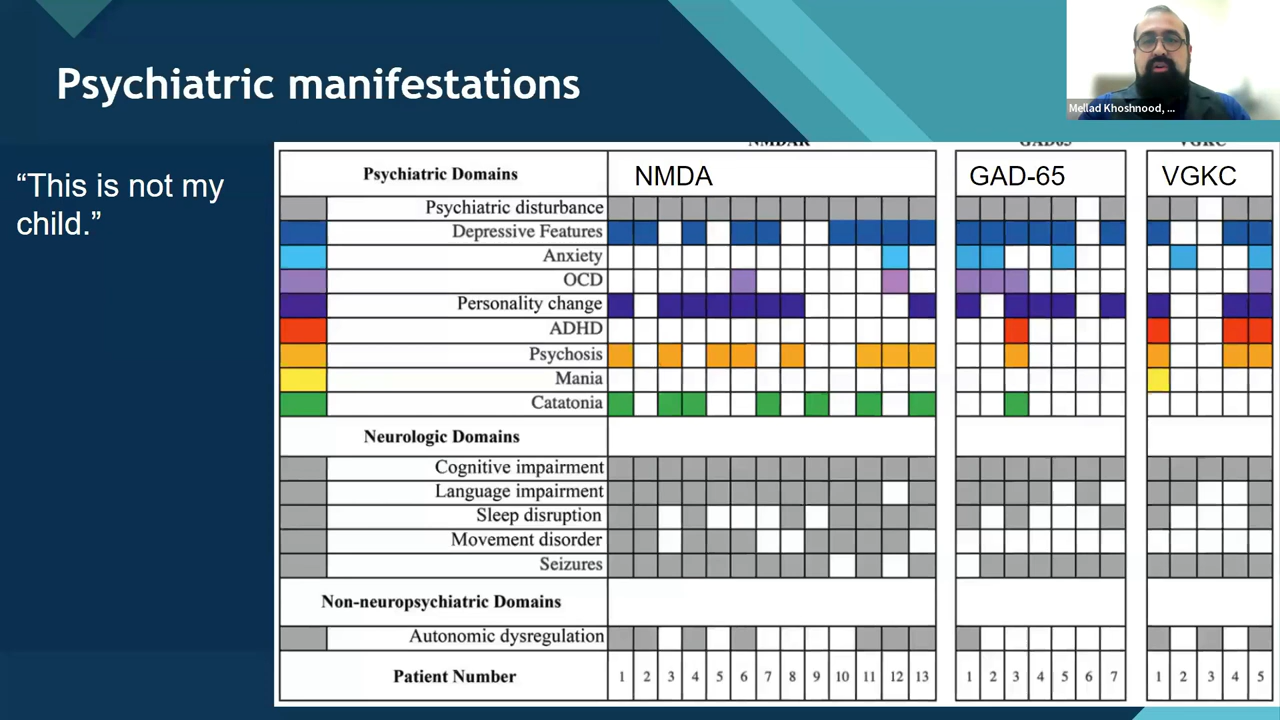 Psychiatric manifestations
Mellad Khoshnood, ...
“This is not my
child.”
NMDAR
GAD65
VGKC
Psychiatric Domains
NMDA
GAD-65
VGKC
Psychiatric disturbance
Depressive Features
Anxiety
OCD
Personality change
ADHD
Psychosis
Mania
Catatonia
Neurologic Domains
Cognitive impairment
Language impairment
Sleep disruption
Movement disorder
Seizures
Non-neuropsychiatric Domains
Autonomic dysregulation
Patient Number 1 2 3 4 5 6 7 8 9 10 11 12 13 1 2 3 4 5 6 7 1 2 3 4 5